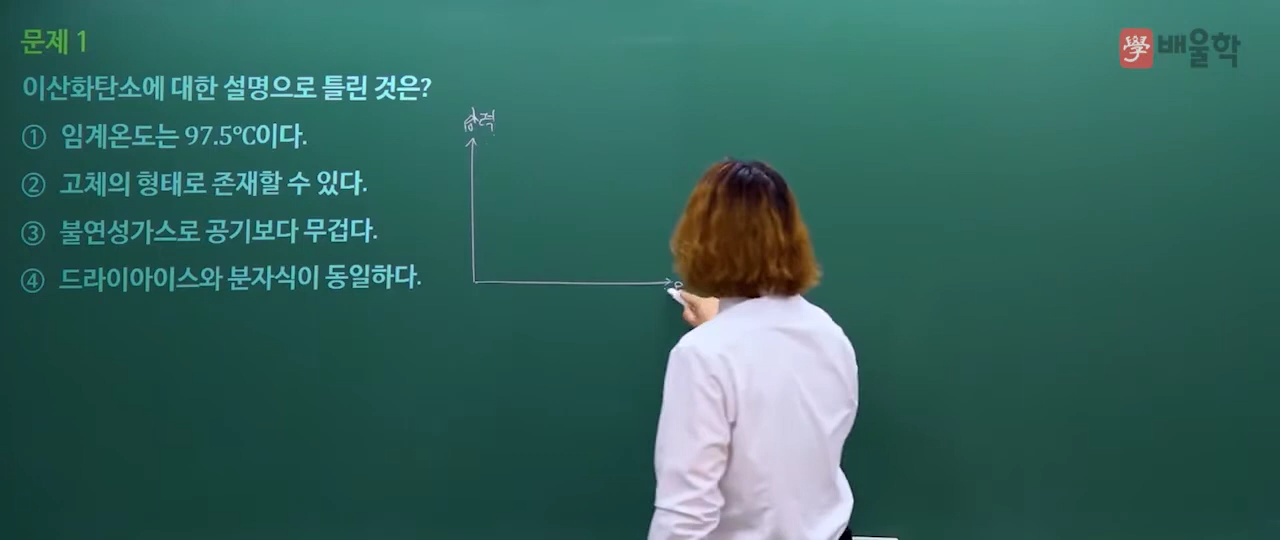 문제 1
學 배울학
이산화탄소에 대한 설명으로 틀린 것은?
① 임계온도는 97.5℃이다.
압력
② 고체의 형태로 존재할 수 있다.
③ 불연성가스로 공기보다 무겁다.
④ 드라이아이스와 분자식이 동일하다.